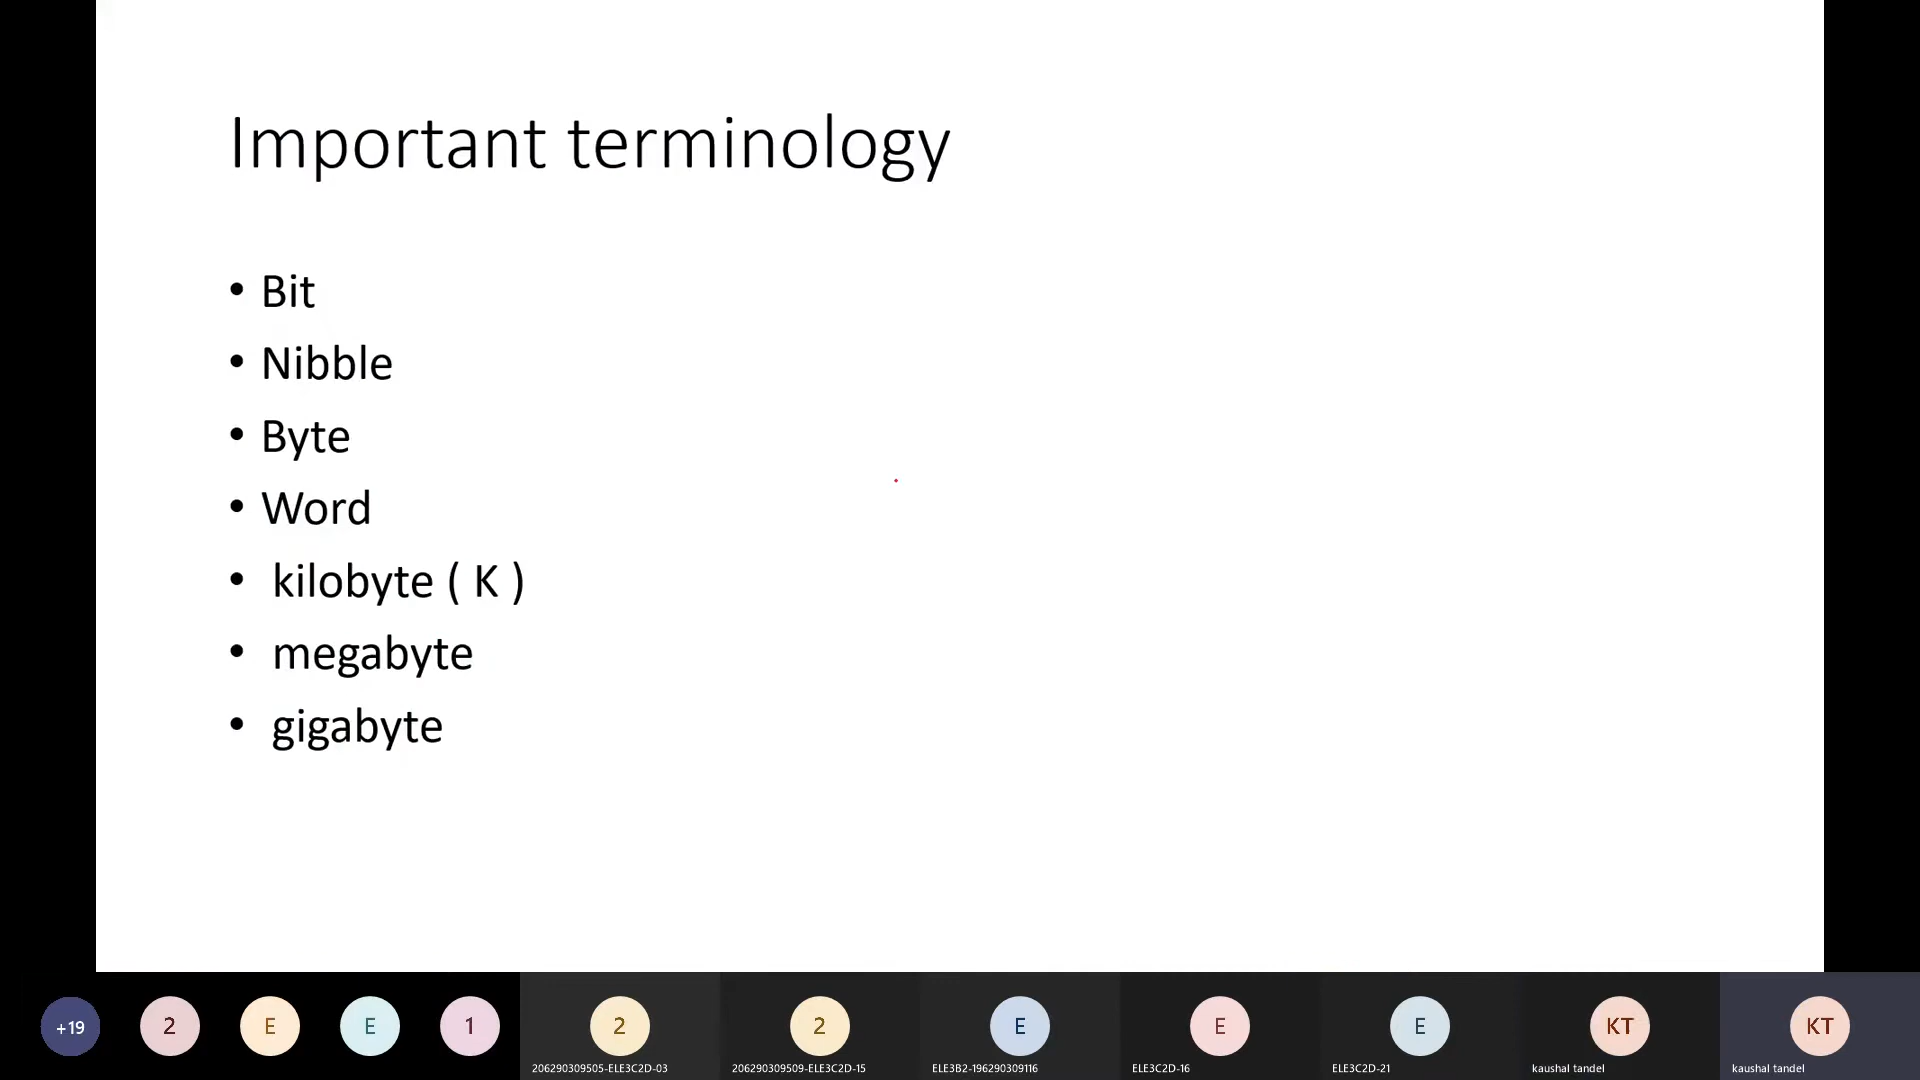 Important terminology
• Bit
• Nibble
• Byte
• Word
• kilobyte ( K )
• megabyte
• gigabyte
+19
2
E
E
1
2
2
E
E
E
KT
KT
206290309505-ELE3C2D-03
206290309509-ELE3C2D-15
ELE3B2-196290309116
ELE3C2D-16
ELE3C2D-21
kaushal tandel
kaushal tandel